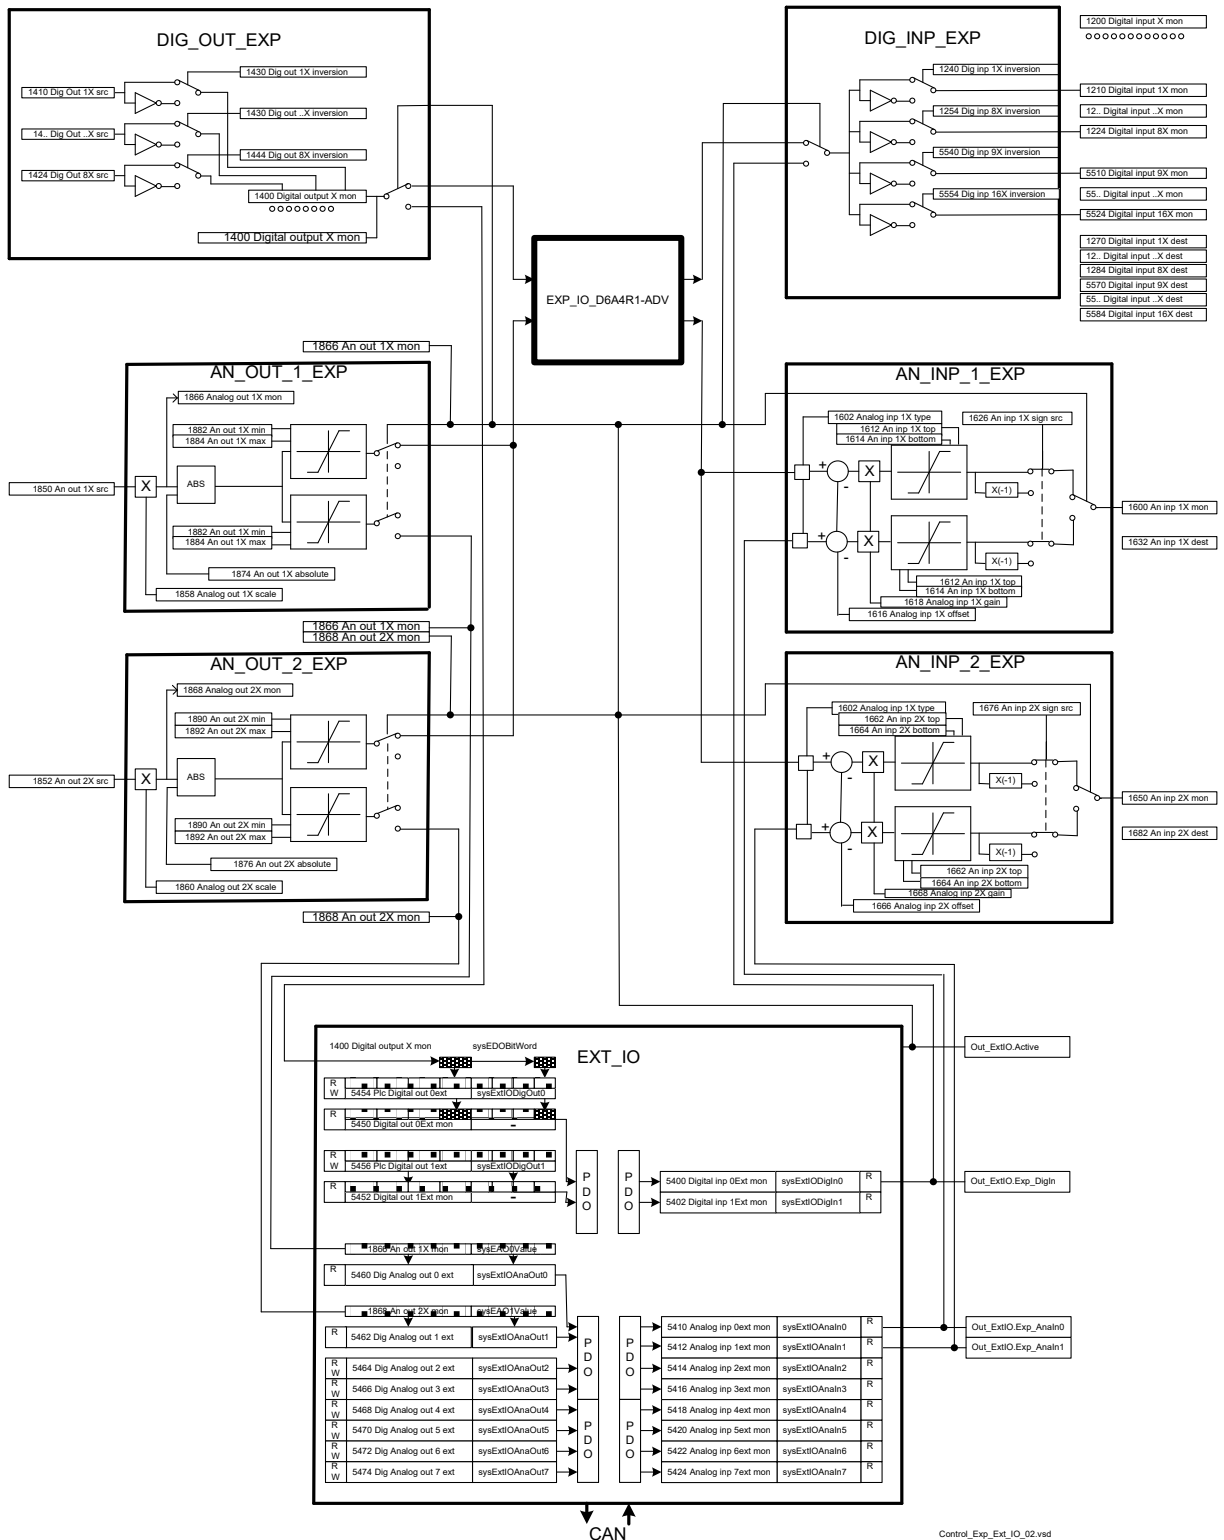 DIG_OUT_EXP
1430 Dig out 1X inversion
1410 Dig Out 1X src
1430 Dig out ..X inversion
14.. Dig Out ..X src
1444 Dig out 8X inversion
1424 Dig Out 8X src
1400 Digital output X mon
1400 Digital output X mon
DIG_INP_EXP
1200 Digital input X mon
1240 Dig inp 1X inversion
1210 Digital input 1X mon
1254 Dig inp 8X inversion
12.. Digital input ..X mon
1224 Digital input 8X mon
5540 Dig inp 9X inversion
5510 Digital input 9X mon
5554 Dig inp 16X inversion
55.. Digital input ..X mon
5524 Digital input 16X mon
1270 Digital input 1X dest
12.. Digital input ..X dest
1284 Digital input 8X dest
5570 Digital input 9X dest
55.. Digital input ..X dest
5584 Digital input 16X dest
EXP_IO_D6A4R1-ADV
1866 An out 1X mon
AN_OUT_1_EXP
1866 Analog out 1X mon
1882 An out 1X min
1884 An out 1X max
1850 An out 1X src
X
ABS
1882 An out 1X min
1884 An out 1X max
1874 An out 1X absolute
1858 Analog out 1X scale
1866 An out 1X mon
1868 An out 2X mon
AN_INP_1_EXP
1602 Analog inp 1X type
1626 An inp 1X sign src
1612 An inp 1X top
1614 An inp 1X bottom
+
-
X
X(-1)
1600 An inp 1X mon
1632 An inp 1X dest
+
-
X
X(-1)
1612 An inp 1X top
1614 An inp 1X bottom
1618 Analog inp 1X gain
1616 Analog inp 1X offset
AN_OUT_2_EXP
1868 Analog out 2X mon
1890 An out 2X min
1892 An out 2X max
1852 An out 2X src
X
ABS
1890 An out 2X min
1892 An out 2X max
1876 An out 2X absolute
1860 Analog out 2X scale
1868 An out 2X mon
AN_INP_2_EXP
1602 Analog inp 1X type
1676 An inp 2X sign src
1662 An inp 2X top
1664 An inp 2X bottom
+
-
X
X(-1)
1650 An inp 2X mon
1682 An inp 2X dest
+
-
X
X(-1)
1662 An inp 2X top
1664 An inp 2X bottom
1668 Analog inp 2X gain
1666 Analog inp 2X offset
EXT_IO
1400 Digital output X mon sysEDOBitWord
R W 5454 Plc Digital out 0ext sysExtIODigOut0
R 5450 Digital out 0Ext mon -
R W 5456 Plc Digital out 1ext sysExtIODigOut1
R 5452 Digital out 1Ext mon -
PDO
PDO
5400 Digital inp 0Ext mon sysExtIODigIn0 R
5402 Digital inp 1Ext mon sysExtIODigIn1 R
1866 An out 1X mon sysEAO0Value
R 5460 Dig Analog out 0 ext sysExtIOAnaOut0
1868 An out 2X mon sysEAO1Value
R 5462 Dig Analog out 1 ext sysExtIOAnaOut1
R W 5464 Dig Analog out 2 ext sysExtIOAnaOut2
R W 5466 Dig Analog out 3 ext sysExtIOAnaOut3
R W 5468 Dig Analog out 4 ext sysExtIOAnaOut4
R W 5470 Dig Analog out 5 ext sysExtIOAnaOut5
R W 5472 Dig Analog out 6 ext sysExtIOAnaOut6
R W 5474 Dig Analog out 7 ext sysExtIOAnaOut7
PDO
PDO
PDO
PDO
5410 Analog inp 0ext mon sysExtIOAnaIn0 R
5412 Analog inp 1ext mon sysExtIOAnaIn1 R
5414 Analog inp 2ext mon sysExtIOAnaIn2 R
5416 Analog inp 3ext mon sysExtIOAnaIn3 R
5418 Analog inp 4ext mon sysExtIOAnaIn4 R
5420 Analog inp 5ext mon sysExtIOAnaIn5 R
5422 Analog inp 6ext mon sysExtIOAnaIn6 R
5424 Analog inp 7ext mon sysExtIOAnaIn7 R
Out_ExtIO.Active
Out_ExtIO.Exp_DigIn
Out_ExtIO.Exp_AnaIn0
Out_ExtIO.Exp_AnaIn1
CAN
Control_Exp_Ext_IO_02.vsd